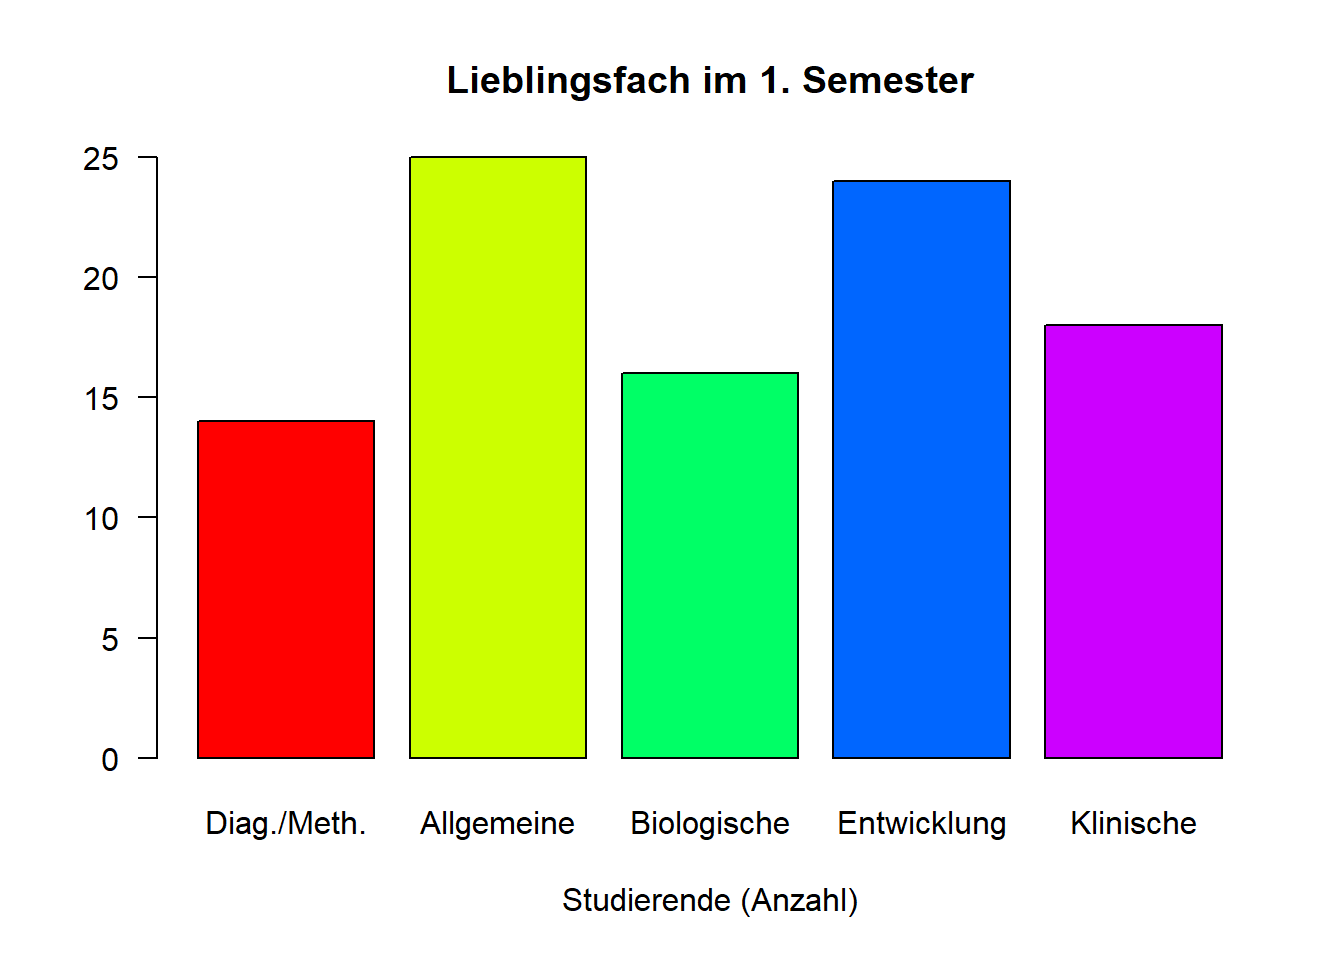 Lieblingsfach im 1. Semester
25
20
15
10
5
0
Diag./Meth. Allgemeine Biologische Entwicklung Klinische
Studierende (Anzahl)